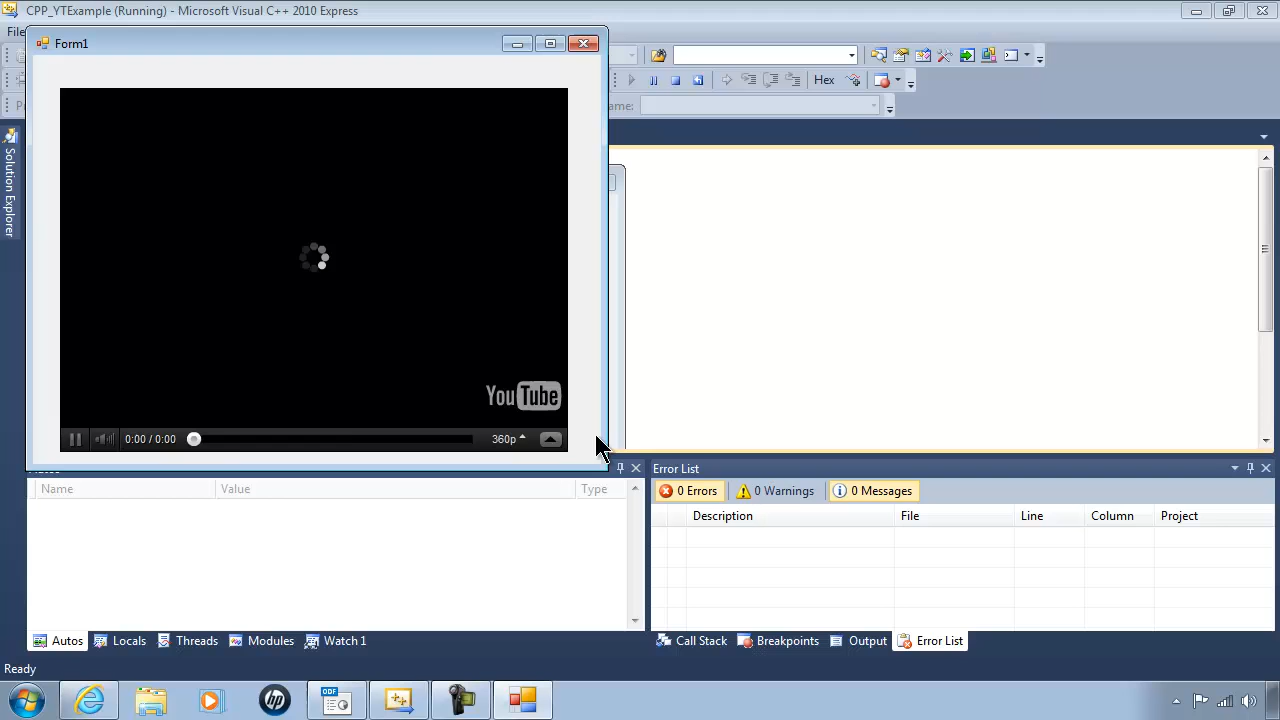 CPP_YTExample (Running) - Microsoft Visual C++ 2010 Express
File
Form1
Hex
ame:
Solution Explorer
YouTube
0:00 / 0:00
360p
Name
Value
Type
Error List
0 Errors
0 Warnings
0 Messages
Description
File
Line
Column
Project
Autos
Locals
Threads
Modules
Watch 1
Call Stack
Breakpoints
Output
Error List
Ready
ODF
hp